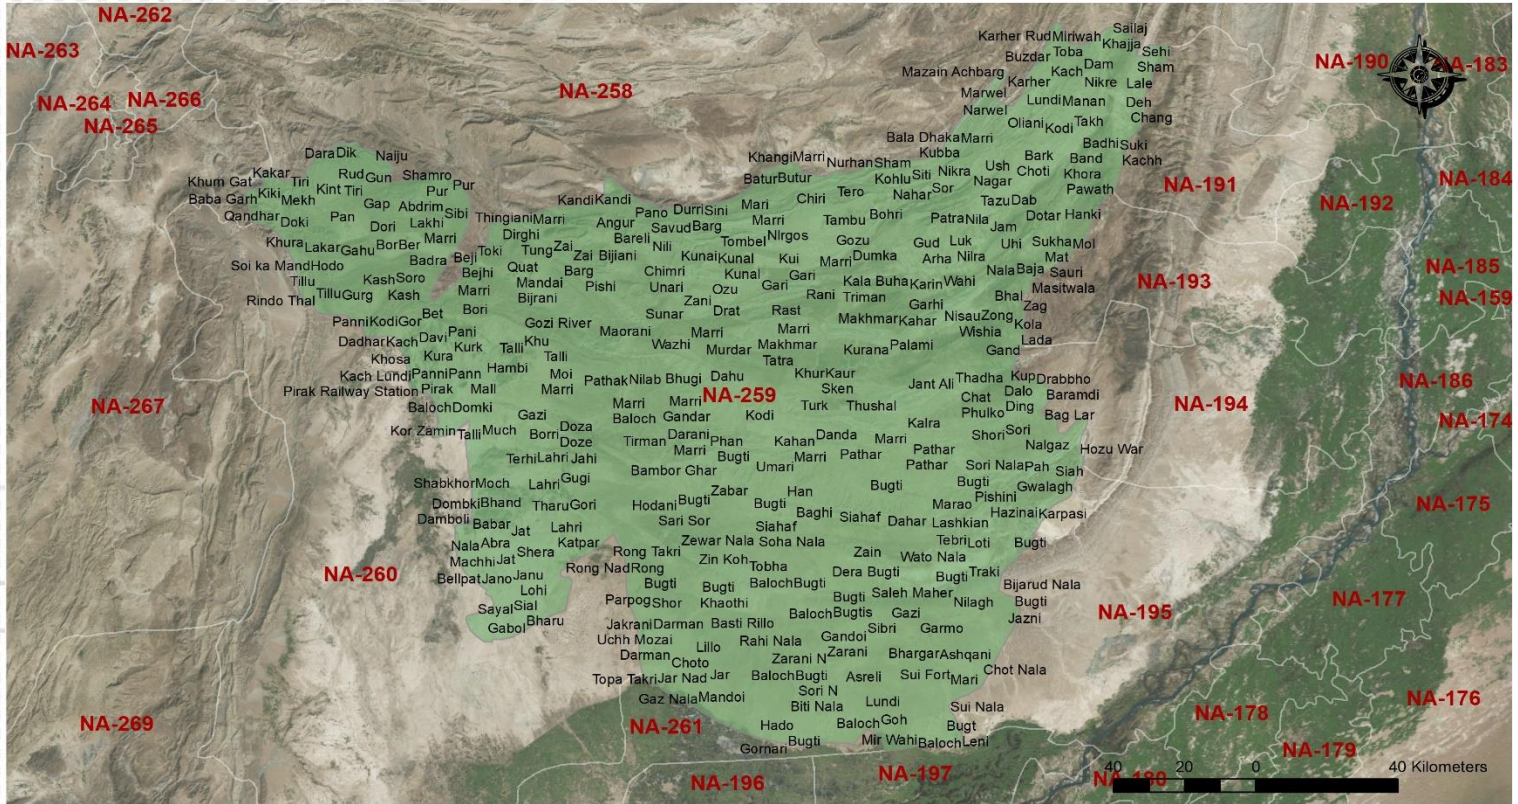 NA-262
NA-263
NA-264
NA-266
NA-265
NA-258
NA-190
NA-183
NA-191
NA-192
NA-184
NA-193
NA-185
NA-159
NA-267
NA-259
NA-194
NA-186
NA-174
NA-175
NA-260
NA-195
NA-177
NA-269
NA-261
NA-178
NA-176
NA-179
NA-196
NA-197
NA-180
Sailaj
Karher Rud Miriwah
Khajja
Buzdar Toba Sehi
Mazain Achbarg Kach Dam Sham
Karher Nikre Lale
Marwel
Narwel Lundi Manan Deh
Oliani Kodi Takh Chang
Bala Dhaka Marri Badhi Suki
Dara Dik Naiju Khangi Marri Nurhan Sham Kubba Bark Band Kachh
Kakar Rud Gun Shamro Batur Butur Kohlu Siti Nikra Ush Choti Khora
Khum Gat Tiri Kint Tiri Pur Pur Tero Nahar Sor Nagar Pawath
Baba Garh Kiki Mekh Gap Abdrim Kandi Kandi Mari Chiri Tazu Dab
Qandhar Doki Pan Lakhi Sibi Thingiani Marri Pano Durri Sini Marri Tambu Bohri Patra Nila Dotar Hanki
Dori Angur Savud Barg Jam
Khura Lakar Gahu Bor Ber Marri Dirghi Bareli Tombel NIrgos Gozu Gud Luk Uhi Sukha Mol
Toki Tung Zai Nili
Soi ka Mand Hodo Badra Beji Zai Bijiani Kunai Kunal Kui Marri Dumka Arha Nilra Mat
Tillu Kash Soro Bejhi Quat Barg Chimri Kunal Gari Nala Baja Sauri
Rindo Thal Tillu Gurg Kash Marri Mandai Pishi Unari Ozu Gari Kala Buha Karin Wahi Masitwala
Bijrani Zani Rani Triman Bhal Zag
Panni Kodi Gor Bet Bori Gozi River Sunar Drat Rast Makhmar Kahar Garhi Nisau Zong Kola
Dadhar Kach Davi Pani Maorani Marri Marri Wishia Lada
Khosa Kura Kurk Talli Khu Wazhi Murdar Makhmar Kurana Palami Gand
Kach Lundi Panni Pann Hambi Talli Moi Dahu Tatra Khur Kaur Thadha Kup Drabbho
Pirak Railway Station Pirak Mall Marri Pathak Nilab Bhugi Sken Jant Ali Dalo Baramdi
Baloch Domki Gazi Marri Marri Turk Thushal Chat Ding
Kor Zamin Talli Much Doza Baloch Gandar Kodi Kalra Phulko Bag Lar
Borri Doze Tirman Darani Phan Kahan Danda Marri Shori Sori Nalgaz Hozu War
Terhi Lahri Jahi Marri Bugti Marri Pathar Pathar
Bambor Ghar Umari Pathar Sori Nala Pah Siah
Shabkhor Moch Lahri Gugi Zabar Han Bugti Bugti Gwalagh
Dombki Bhand Tharu Gori Hodani Bugti Bugti Marao Pishini
Damboli Babar Baghi Siahaf Hazinai Karpasi
Jat Lahri Sari Sor Siahaf Dahar Lashkian
Nala Abra Shera Katpar Zewar Nala Soha Nala Tebri Loti Bugti
Machhi Jat Rong Takri Zin Koh Zain Wato Nala
Bellpat Jano Janu Rong Nad Rong Tobha Dera Bugti Bugti Traki
Lohi Bugti Bugti Baloch Bugti Bijarud Nala
Sayal Sial Parpog Shor Khaothi Bugti Saleh Maher Nilagh Bugti
Gabol Bharu Jakrani Darman Basti Rillo Baloch Bugtis Gazi Jazni
Uchh Mozai Rahi Nala Gandoi Sibri Garmo
Darman Lillo Zarani N Zarani Bhargar Ashqani
Choto
Topa Takri Jar Nad Jar Baloch Bugti Asreli Sui Fort Mari Chot Nala
Gaz Nala Mandoi Sori N
Biti Nala Lundi Sui Nala
Hado Baloch Goh Bugt
Gornari Bugti Mir Wahi Baloch Leni
40 20 0 40 Kilometers